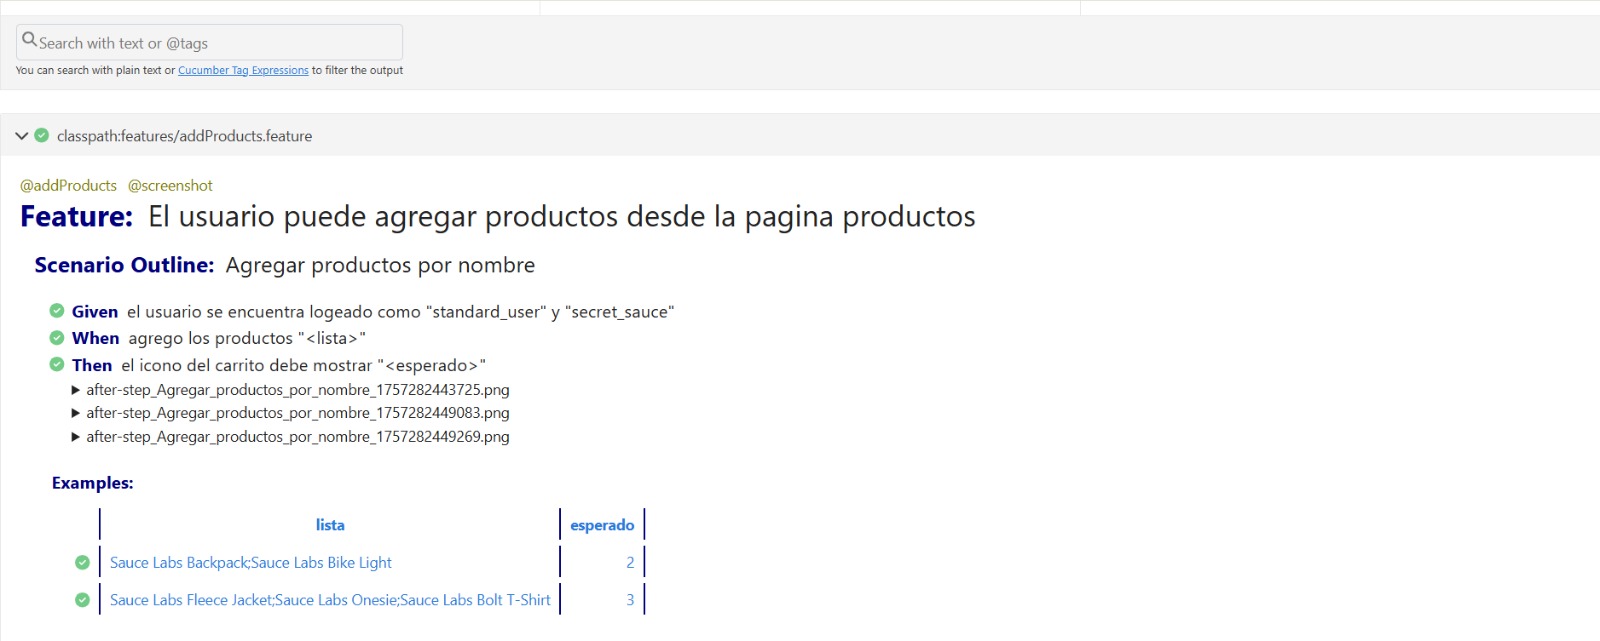 Search with text or @tags
You can search with plain text or Cucumber Tag Expressions to filter the output
classpath:features/addProducts.feature
@addProducts @screenshot
Feature: El usuario puede agregar productos desde la pagina productos
Scenario Outline: Agregar productos por nombre
Given el usuario se encuentra logeado como "standard_user" y "secret_sauce"
When agrego los productos "<lista>"
Then el icono del carrito debe mostrar "<esperado>"
after-step_Agregar_productos_por_nombre_1757282443725.png
after-step_Agregar_productos_por_nombre_1757282449083.png
after-step_Agregar_productos_por_nombre_1757282449269.png
Examples:
lista esperado
Sauce Labs Backpack;Sauce Labs Bike Light 2
Sauce Labs Fleece Jacket;Sauce Labs Onesie;Sauce Labs Bolt T-Shirt 3